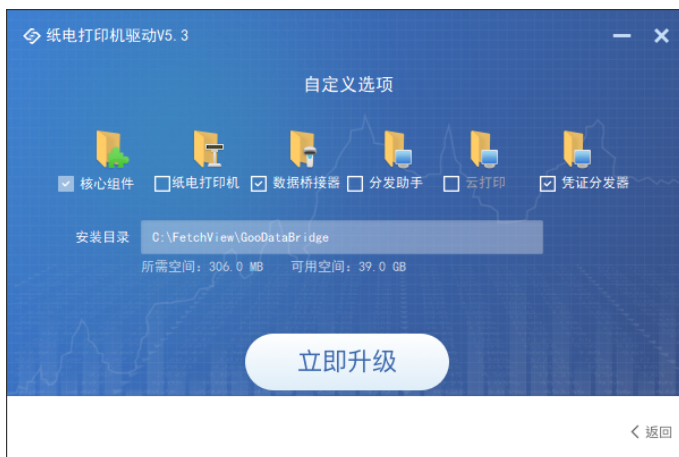 纸电打印机驱动V5.3
自定义选项
核心组件 纸电打印机 数据桥接器 分发助手 云打印 凭证分发器
安装目录 C:\FetchView\GooDataBridge
所需空间：306.0 MB 可用空间：39.0 GB
立即升级
返回